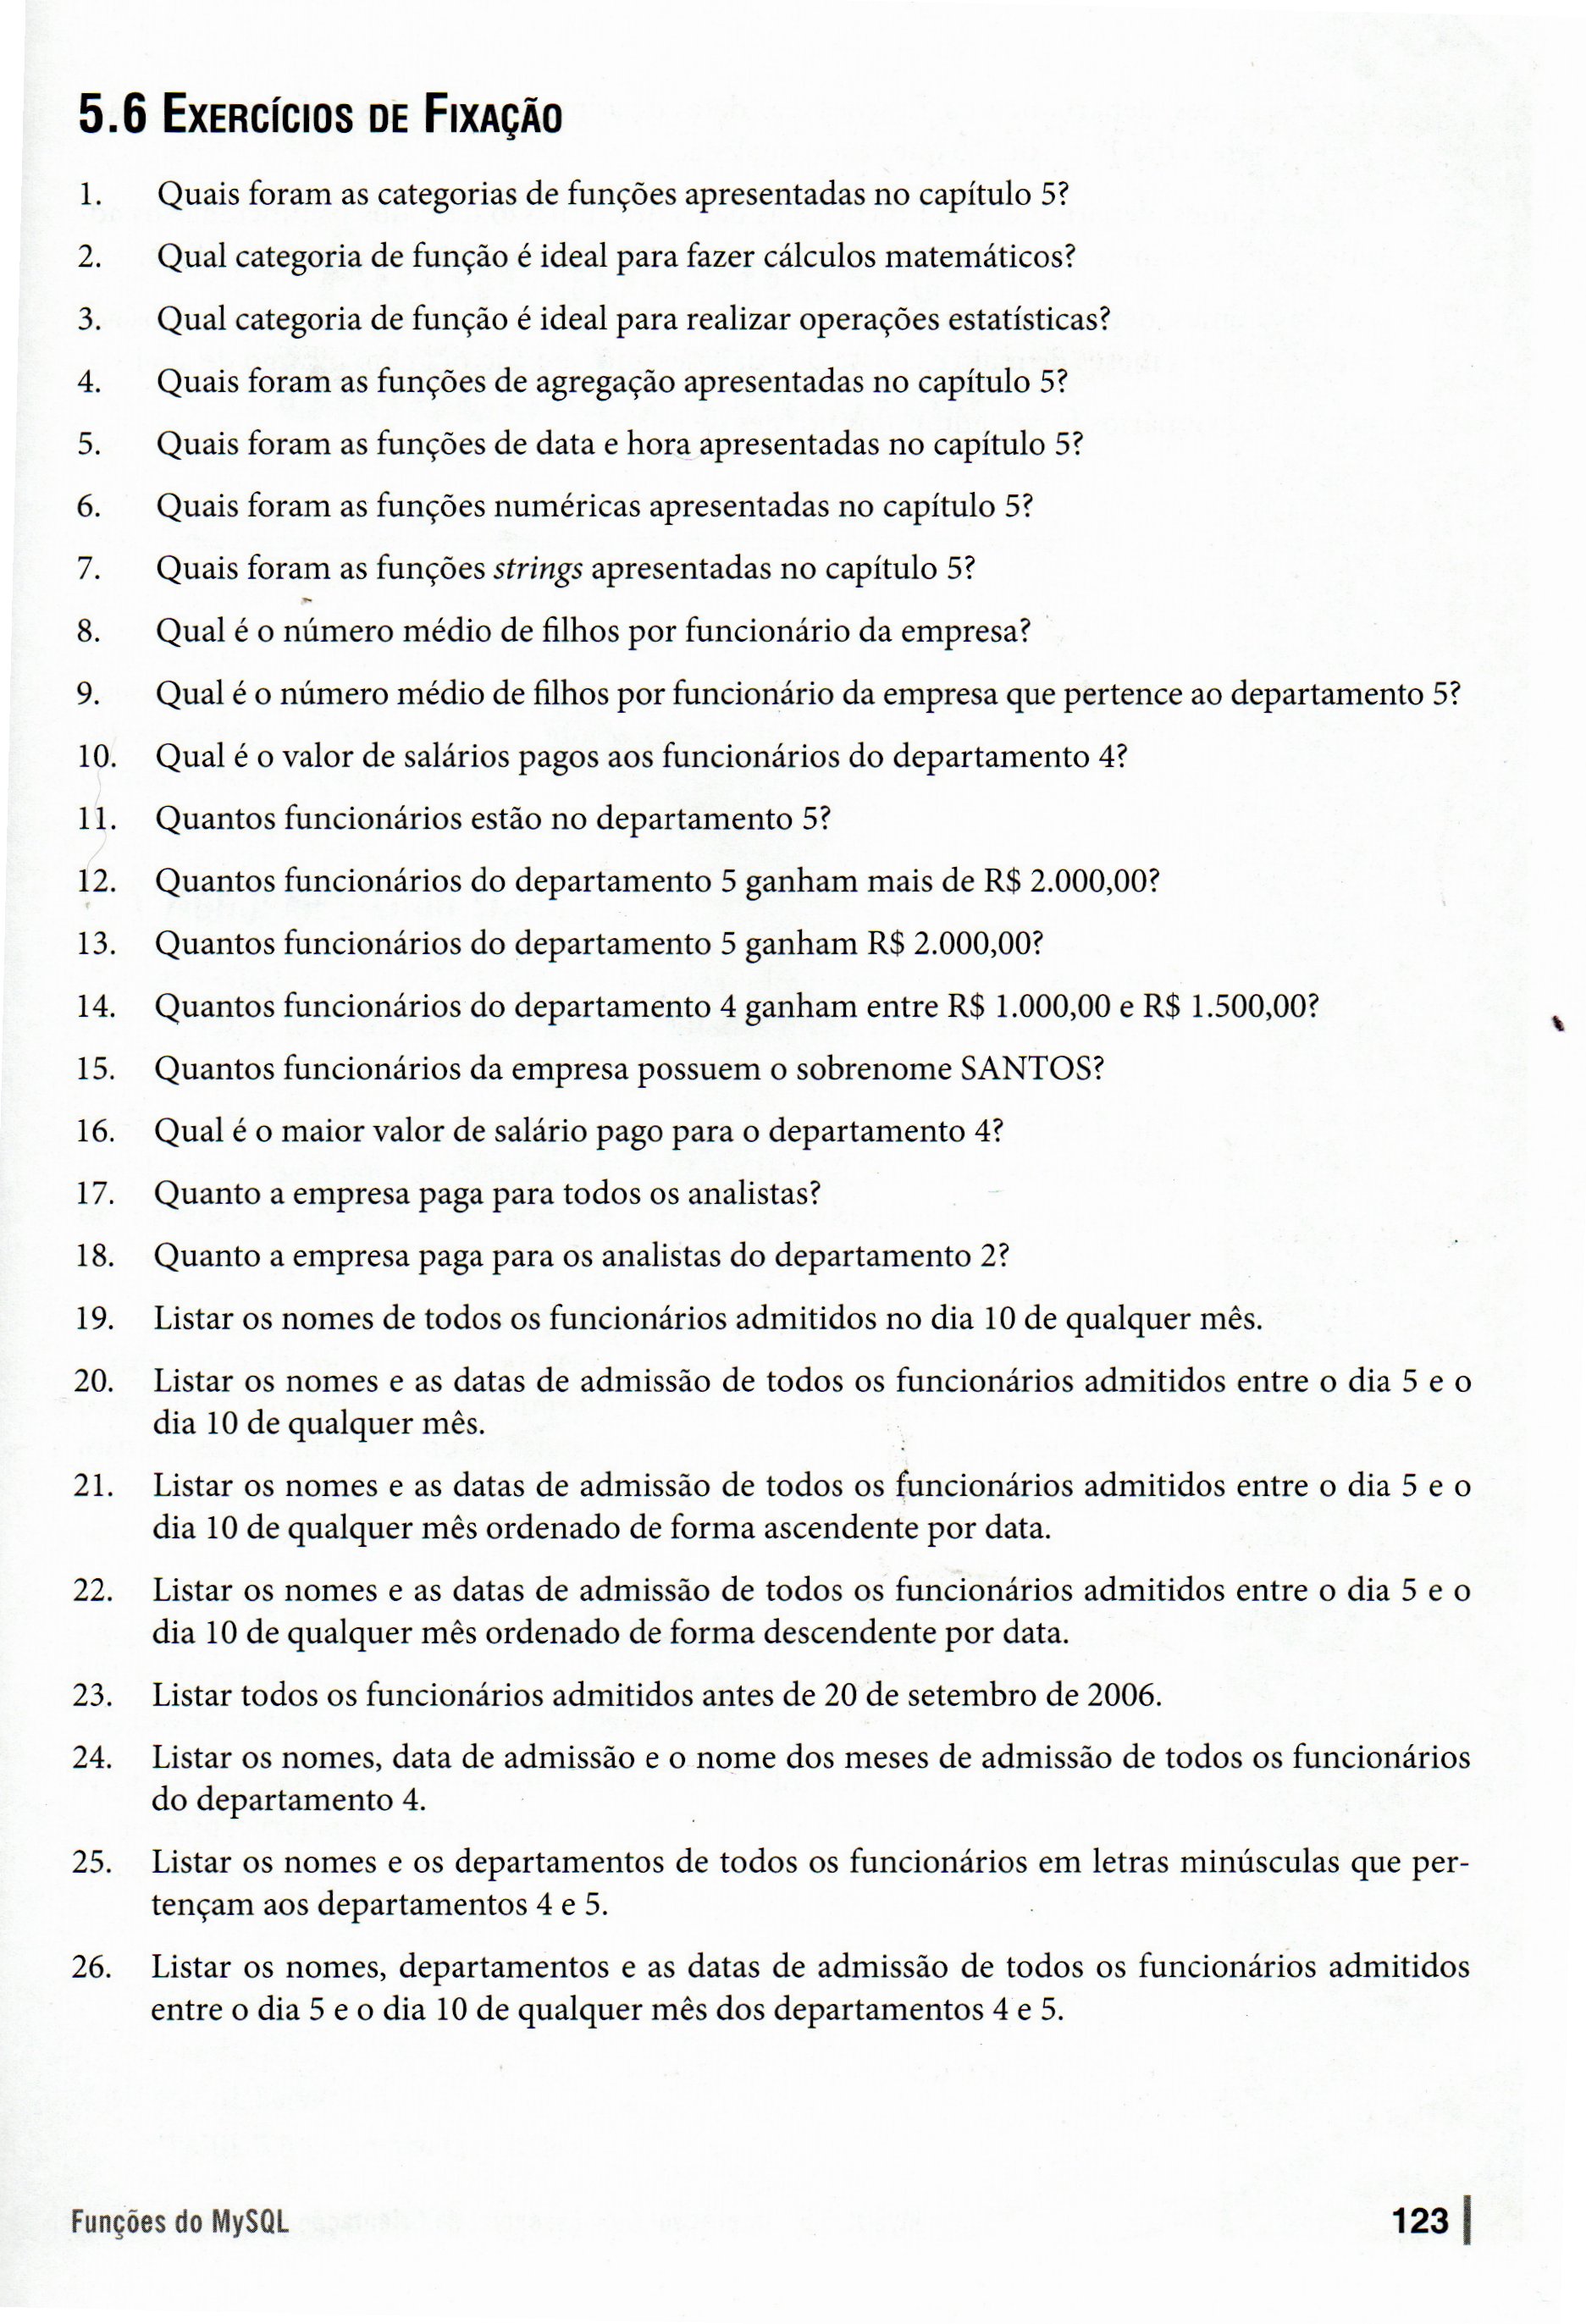 5.6 Exercícios de Fixação
1. Quais foram as categorias de funções apresentadas no capítulo 5?
2. Qual categoria de função é ideal para fazer cálculos matemáticos?
3. Qual categoria de função é ideal para realizar operações estatísticas?
4. Quais foram as funções de agregação apresentadas no capítulo 5?
5. Quais foram as funções de data e hora apresentadas no capítulo 5?
6. Quais foram as funções numéricas apresentadas no capítulo 5?
7. Quais foram as funções strings apresentadas no capítulo 5?
8. Qual é o número médio de filhos por funcionário da empresa?
9. Qual é o número médio de filhos por funcionário da empresa que pertence ao departamento 5?
10. Qual é o valor de salários pagos aos funcionários do departamento 4?
11. Quantos funcionários estão no departamento 5?
12. Quantos funcionários do departamento 5 ganham mais de R$ 2.000,00?
13. Quantos funcionários do departamento 5 ganham R$ 2.000,00?
14. Quantos funcionários do departamento 4 ganham entre R$ 1.000,00 e R$ 1.500,00?
15. Quantos funcionários da empresa possuem o sobrenome SANTOS?
16. Qual é o maior valor de salário pago para o departamento 4?
17. Quanto a empresa paga para todos os analistas?
18. Quanto a empresa paga para os analistas do departamento 2?
19. Listar os nomes de todos os funcionários admitidos no dia 10 de qualquer mês.
20. Listar os nomes e as datas de admissão de todos os funcionários admitidos entre o dia 5 e o
dia 10 de qualquer mês.
21. Listar os nomes e as datas de admissão de todos os funcionários admitidos entre o dia 5 e o
dia 10 de qualquer mês ordenado de forma ascendente por data.
22. Listar os nomes e as datas de admissão de todos os funcionários admitidos entre o dia 5 e o
dia 10 de qualquer mês ordenado de forma descendente por data.
23. Listar todos os funcionários admitidos antes de 20 de setembro de 2006.
24. Listar os nomes, data de admissão e o nome dos meses de admissão de todos os funcionários
do departamento 4.
25. Listar os nomes e os departamentos de todos os funcionários em letras minúsculas que per-
tençam aos departamentos 4 e 5.
26. Listar os nomes, departamentos e as datas de admissão de todos os funcionários admitidos
entre o dia 5 e o dia 10 de qualquer mês dos departamentos 4 e 5.
Funções do MySQL
123